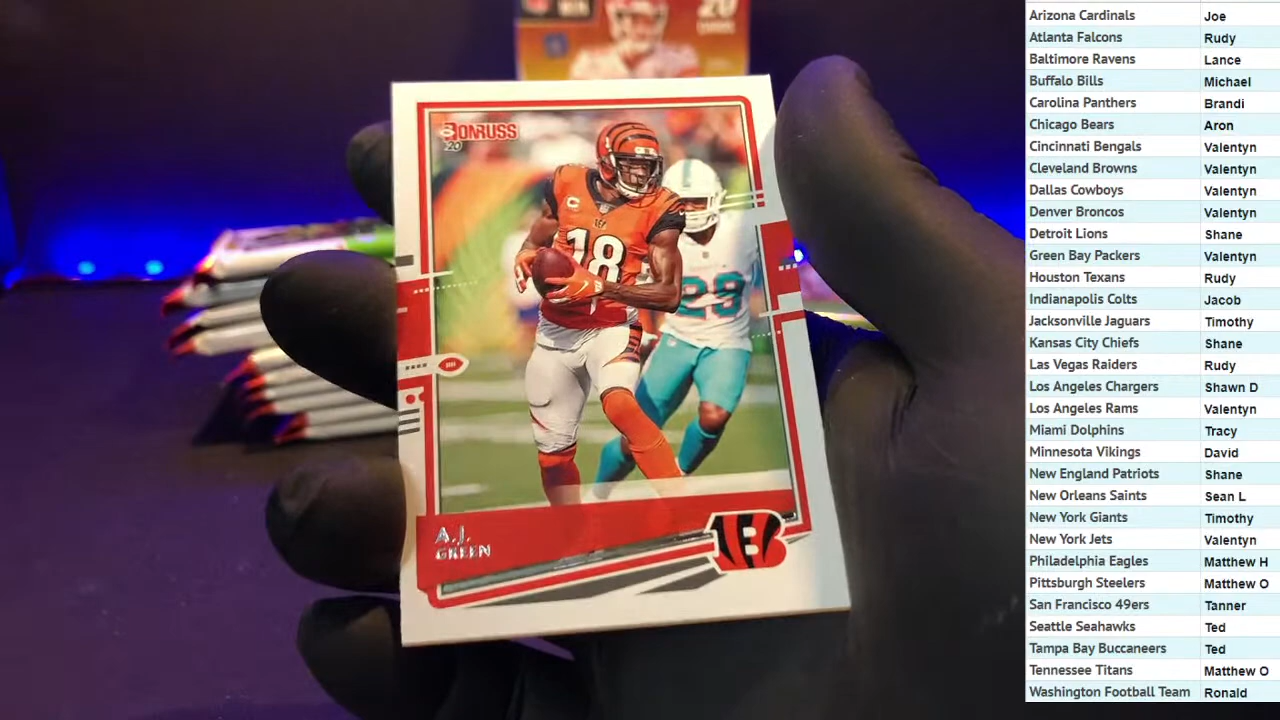 20
DONRUSS
20
18
29
A.J.
GREEN
B
Arizona Cardinals Joe
Atlanta Falcons Rudy
Baltimore Ravens Lance
Buffalo Bills Michael
Carolina Panthers Brandi
Chicago Bears Aron
Cincinnati Bengals Valentyn
Cleveland Browns Valentyn
Dallas Cowboys Valentyn
Denver Broncos Valentyn
Detroit Lions Shane
Green Bay Packers Valentyn
Houston Texans Rudy
Indianapolis Colts Jacob
Jacksonville Jaguars Timothy
Kansas City Chiefs Shane
Las Vegas Raiders Rudy
Los Angeles Chargers Shawn D
Los Angeles Rams Valentyn
Miami Dolphins Tracy
Minnesota Vikings David
New England Patriots Shane
New Orleans Saints Sean L
New York Giants Timothy
New York Jets Valentyn
Philadelphia Eagles Matthew H
Pittsburgh Steelers Matthew O
San Francisco 49ers Tanner
Seattle Seahawks Ted
Tampa Bay Buccaneers Ted
Tennessee Titans Matthew O
Washington Football Team Ronald